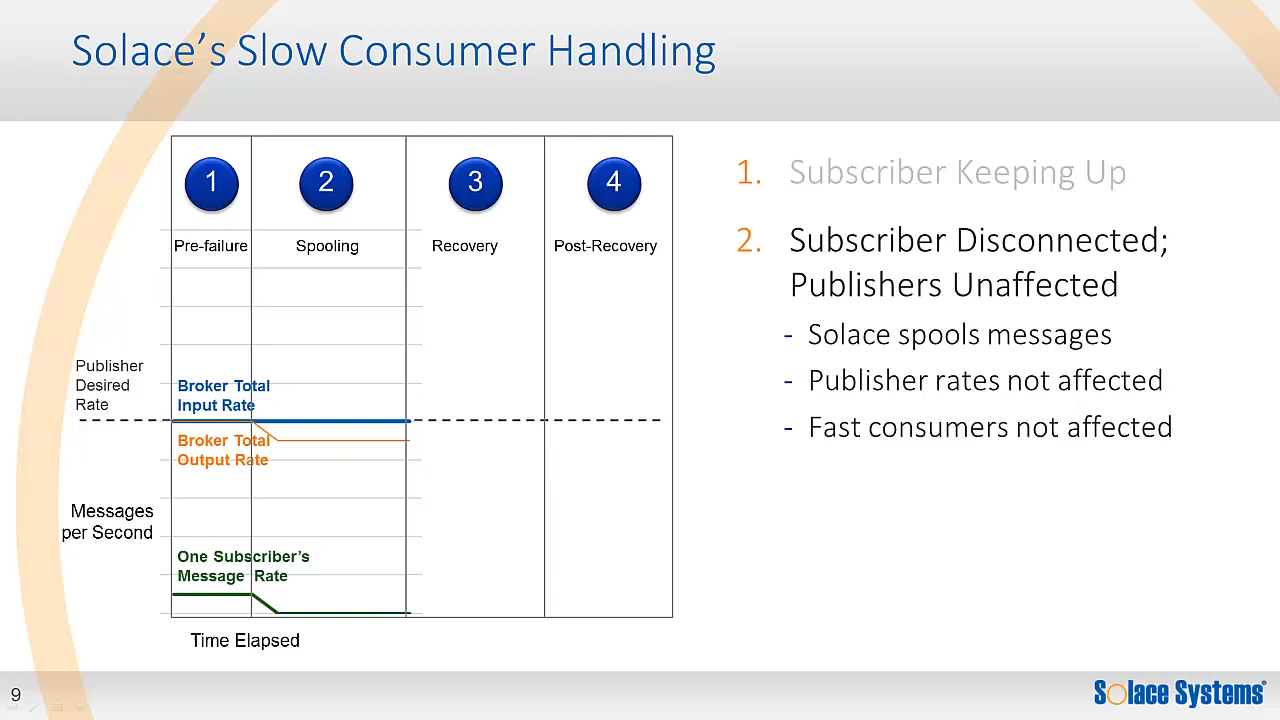 Solace's Slow Consumer Handling
1
2
3
4
Pre-failure
Spooling
Recovery
Post-Recovery
Publisher
Desired
Rate
Broker Total
Input Rate
Broker Total
Output Rate
Messages
per Second
One Subscriber's
Message Rate
Time Elapsed
1. Subscriber Keeping Up
2. Subscriber Disconnected;
Publishers Unaffected
- Solace spools messages
- Publisher rates not affected
- Fast consumers not affected
9
Solace Systems®